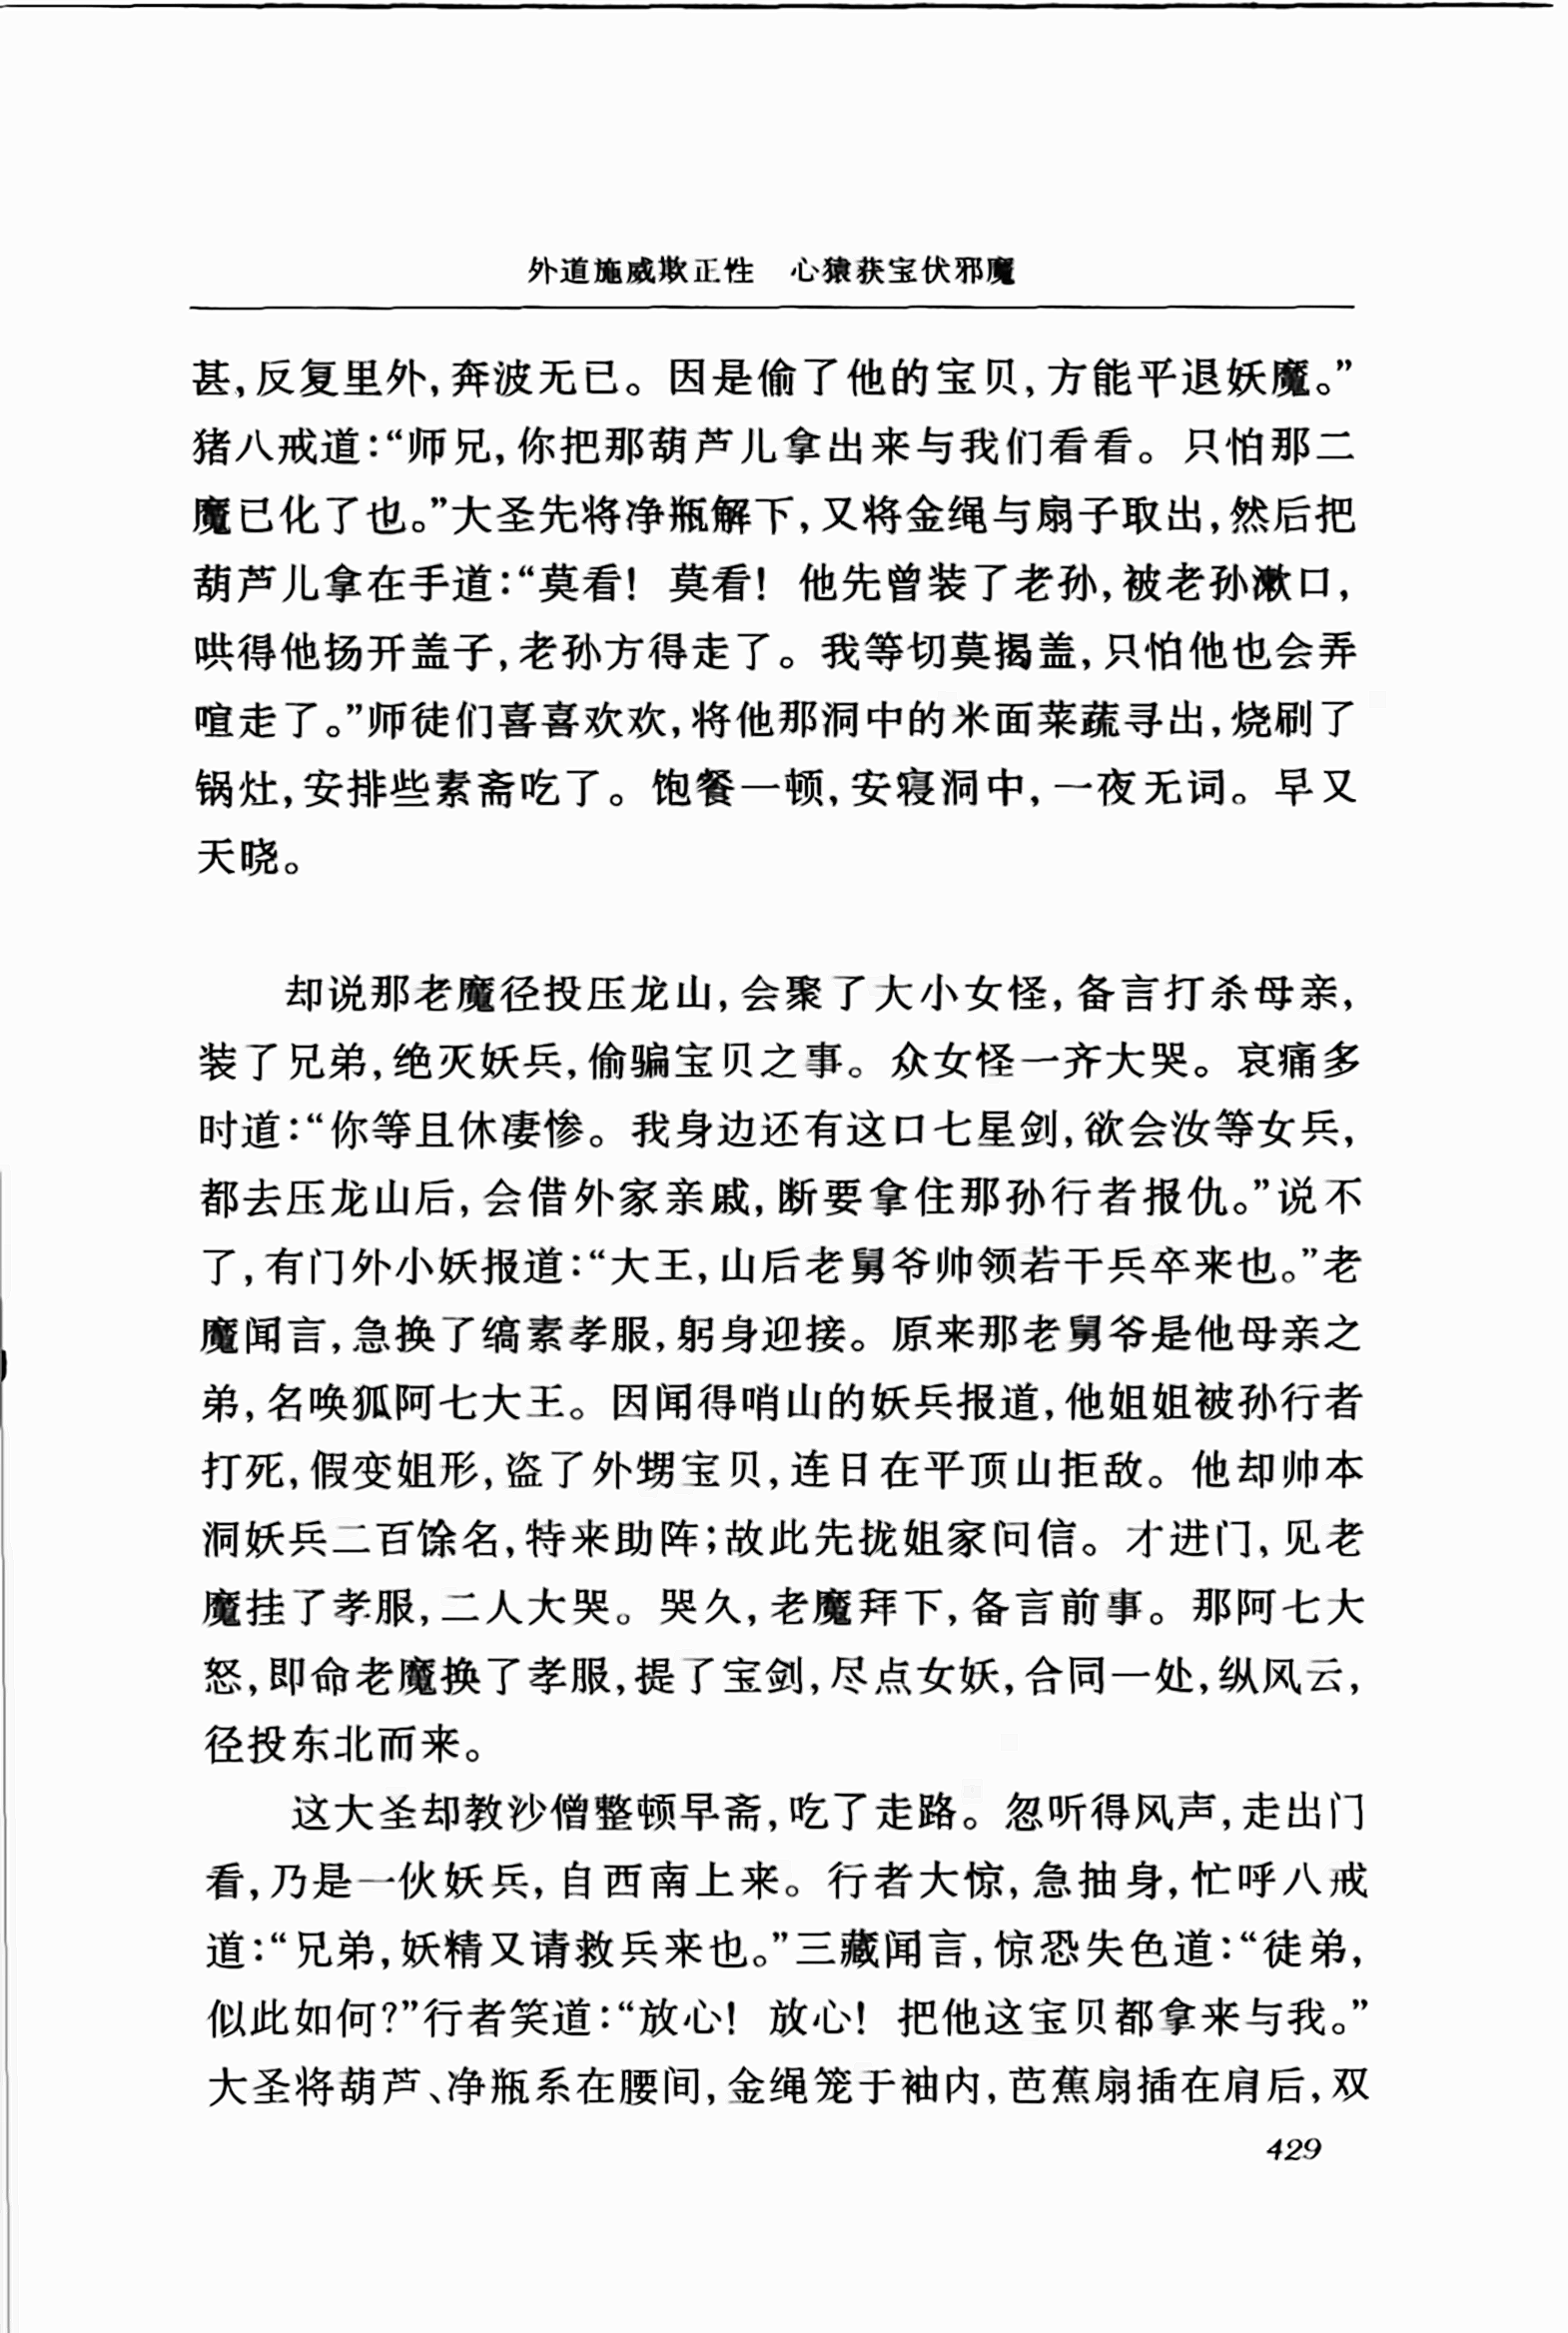 外道施威欺正性　心猿获宝伏邪魔
甚，反复里外，奔波无已。因是偷了他的宝贝，方能平退妖魔。”
猪八戒道：“师兄，你把那葫芦儿拿出来与我们看看。只怕那二
魔已化了也。”大圣先将净瓶解下，又将金绳与扇子取出，然后把
葫芦儿拿在手道：“莫看！莫看！他先曾装了老孙，被老孙漱口，
哄得他扬开盖子，老孙方得走了。我等切莫揭盖，只怕他也会弄
喧走了。”师徒们喜喜欢欢，将他那洞中的米面菜蔬寻出，烧刷了
锅灶，安排些素斋吃了。饱餐一顿，安寝洞中，一夜无词。早又
天晓。
却说那老魔径投压龙山，会聚了大小女怪，备言打杀母亲，
装了兄弟，绝灭妖兵，偷骗宝贝之事。众女怪一齐大哭。哀痛多
时道：“你等且休凄惨。我身边还有这口七星剑，欲会汝等女兵，
都去压龙山后，会借外家亲戚，断要拿住那孙行者报仇。”说不
了，有门外小妖报道：“大王，山后老舅爷帅领若干兵卒来也。”老
魔闻言，急换了缟素孝服，躬身迎接。原来那老舅爷是他母亲之
弟，名唤狐阿七大王。因闻得哨山的妖兵报道，他姐姐被孙行者
打死，假变姐形，盗了外甥宝贝，连日在平顶山拒敌。他却帅本
洞妖兵二百馀名，特来助阵；故此先拢姐家问信。才进门，见老
魔挂了孝服，二人大哭。哭久，老魔拜下，备言前事。那阿七大
怒，即命老魔换了孝服，提了宝剑，尽点女妖，合同一处，纵风云，
径投东北而来。
这大圣却教沙僧整顿早斋，吃了走路。忽听得风声，走出门
看，乃是一伙妖兵，自西南上来。行者大惊，急抽身，忙呼八戒
道：“兄弟，妖精又请救兵来也。”三藏闻言，惊恐失色道：“徒弟，
似此如何？”行者笑道：“放心！放心！把他这宝贝都拿来与我。”
大圣将葫芦、净瓶系在腰间，金绳笼于袖内，芭蕉扇插在肩后，双
429